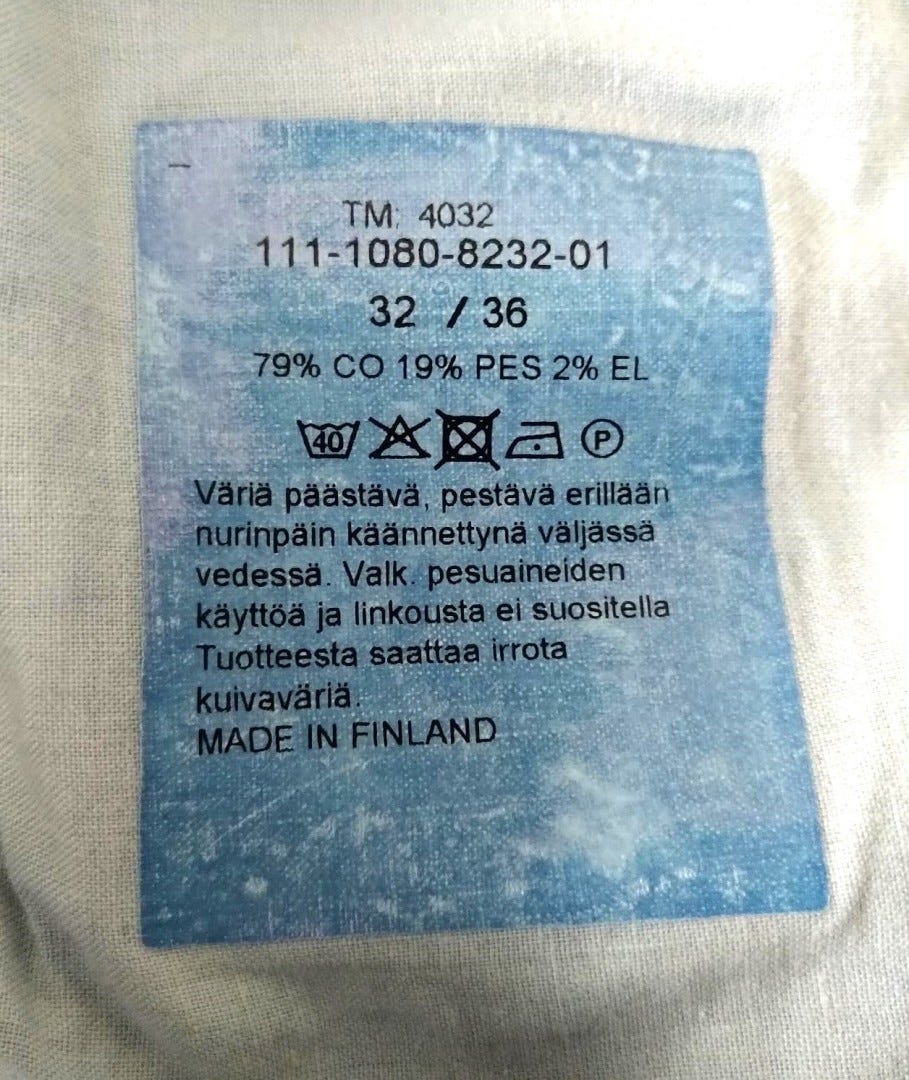 TM: 4032
111-1080-8232-01
32 / 36
79% CO 19% PES 2% EL
40 P
Väriä päästävä, pestävä erillään
nurinpäin käännettynä väljässä
vedessä. Valk. pesuaineiden
käyttöä ja linkousta ei suositella
Tuotteesta saattaa irrota
kuivaväriä.
MADE IN FINLAND